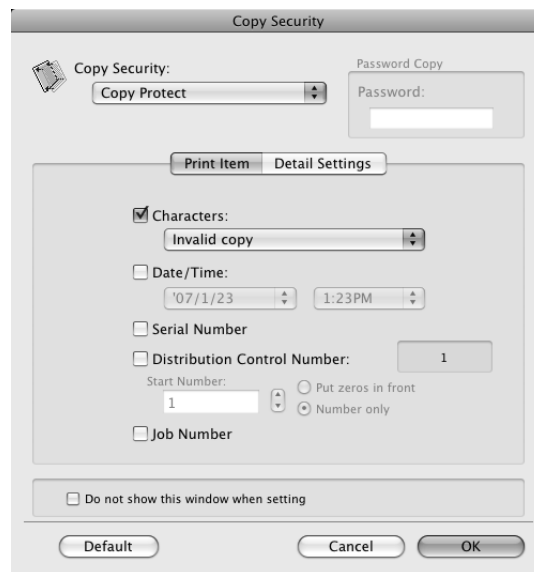 Copy Security
Copy Security:
Copy Protect
Password Copy
Password:
Print Item
Detail Settings
Characters:
Invalid copy
Date/Time:
'07/1/23
1:23PM
Serial Number
Distribution Control Number:
1
Start Number:
1
Put zeros in front
Number only
Job Number
Do not show this window when setting
Default
Cancel
OK